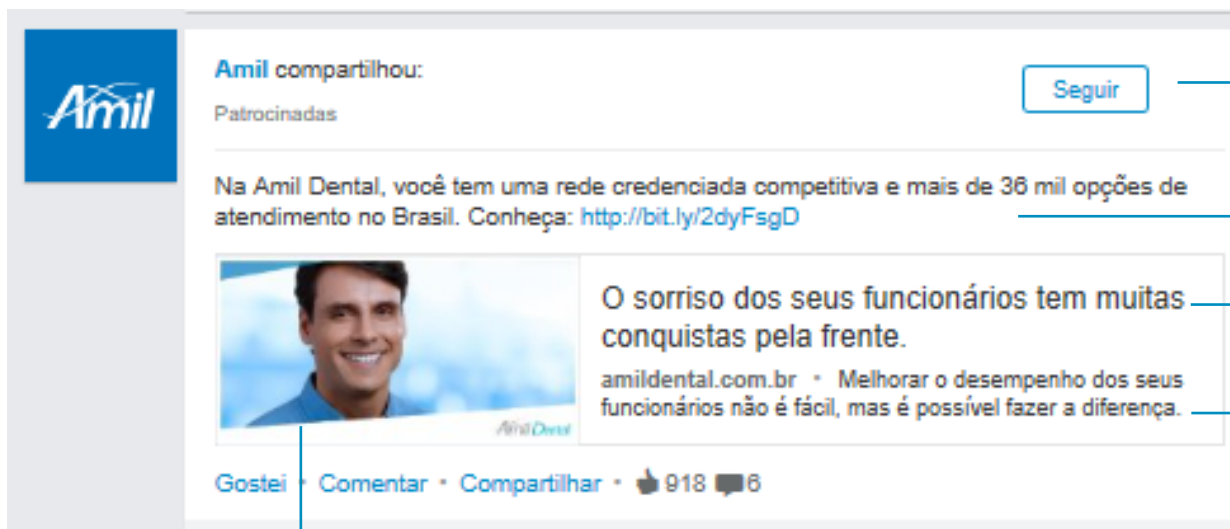 Amil
Amil compartilhou:
Seguir
Patrocinadas
Na Amil Dental, você tem uma rede credenciada competitiva e mais de 36 mil opções de
atendimento no Brasil. Conheça: http://bit.ly/2dyFsgD
O sorriso dos seus funcionários tem muitas
conquistas pela frente.
amildental.com.br • Melhorar o desempenho dos seus
funcionários não é fácil, mas é possível fazer a diferença.
Amil Dental
Gostei • Comentar • Compartilhar • 918 6